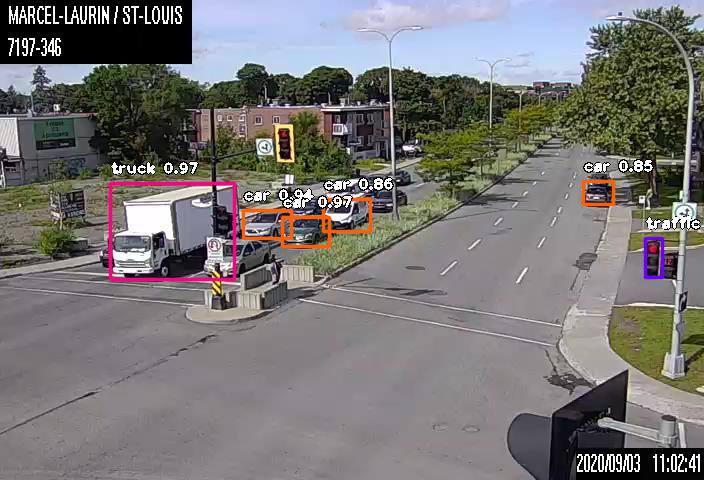 MARCEL-LAURIN / ST-LOUIS
7197-346
truck 0.97
car 0.94
car 0.86
car 0.97
car 0.85
traffic
2020/09/03 11:02:41